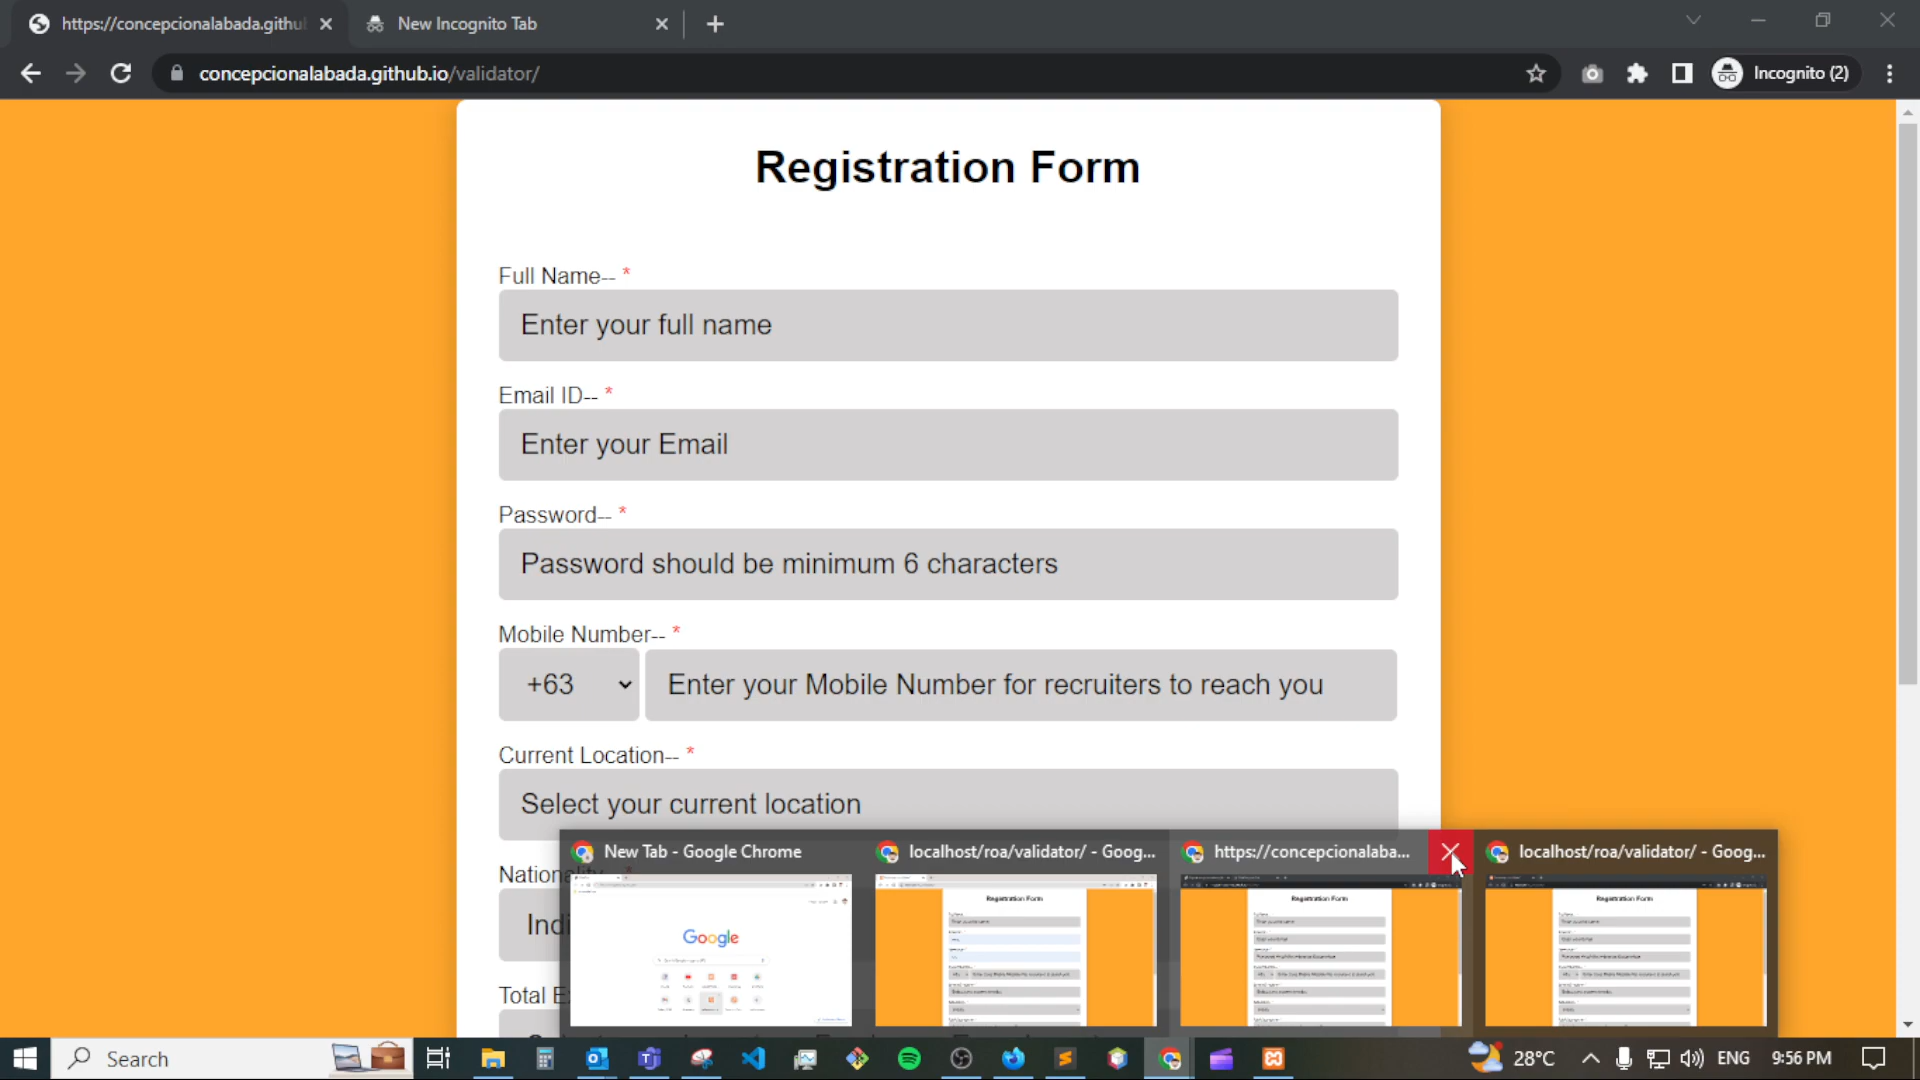 https://concepcionalabada.githu
New Incognito Tab
concepcionalabada.github.io/validator/
Incognito (2)
Registration Form
Full Name-- *
Enter your full name
Email ID-- *
Enter your Email
Password-- *
Password should be minimum 6 characters
Mobile Number-- *
+63
Enter your Mobile Number for recruiters to reach you
Current Location-- *
Select your current location
New Tab - Google Chrome
localhost/roa/validator/ - Goog...
https://concepcionalaba...
localhost/roa/validator/ - Goog...
Nation
Indi
Total E
Google
Registration Form
Registration Form
Registration Form
Search
28°C
ENG
9:56 PM